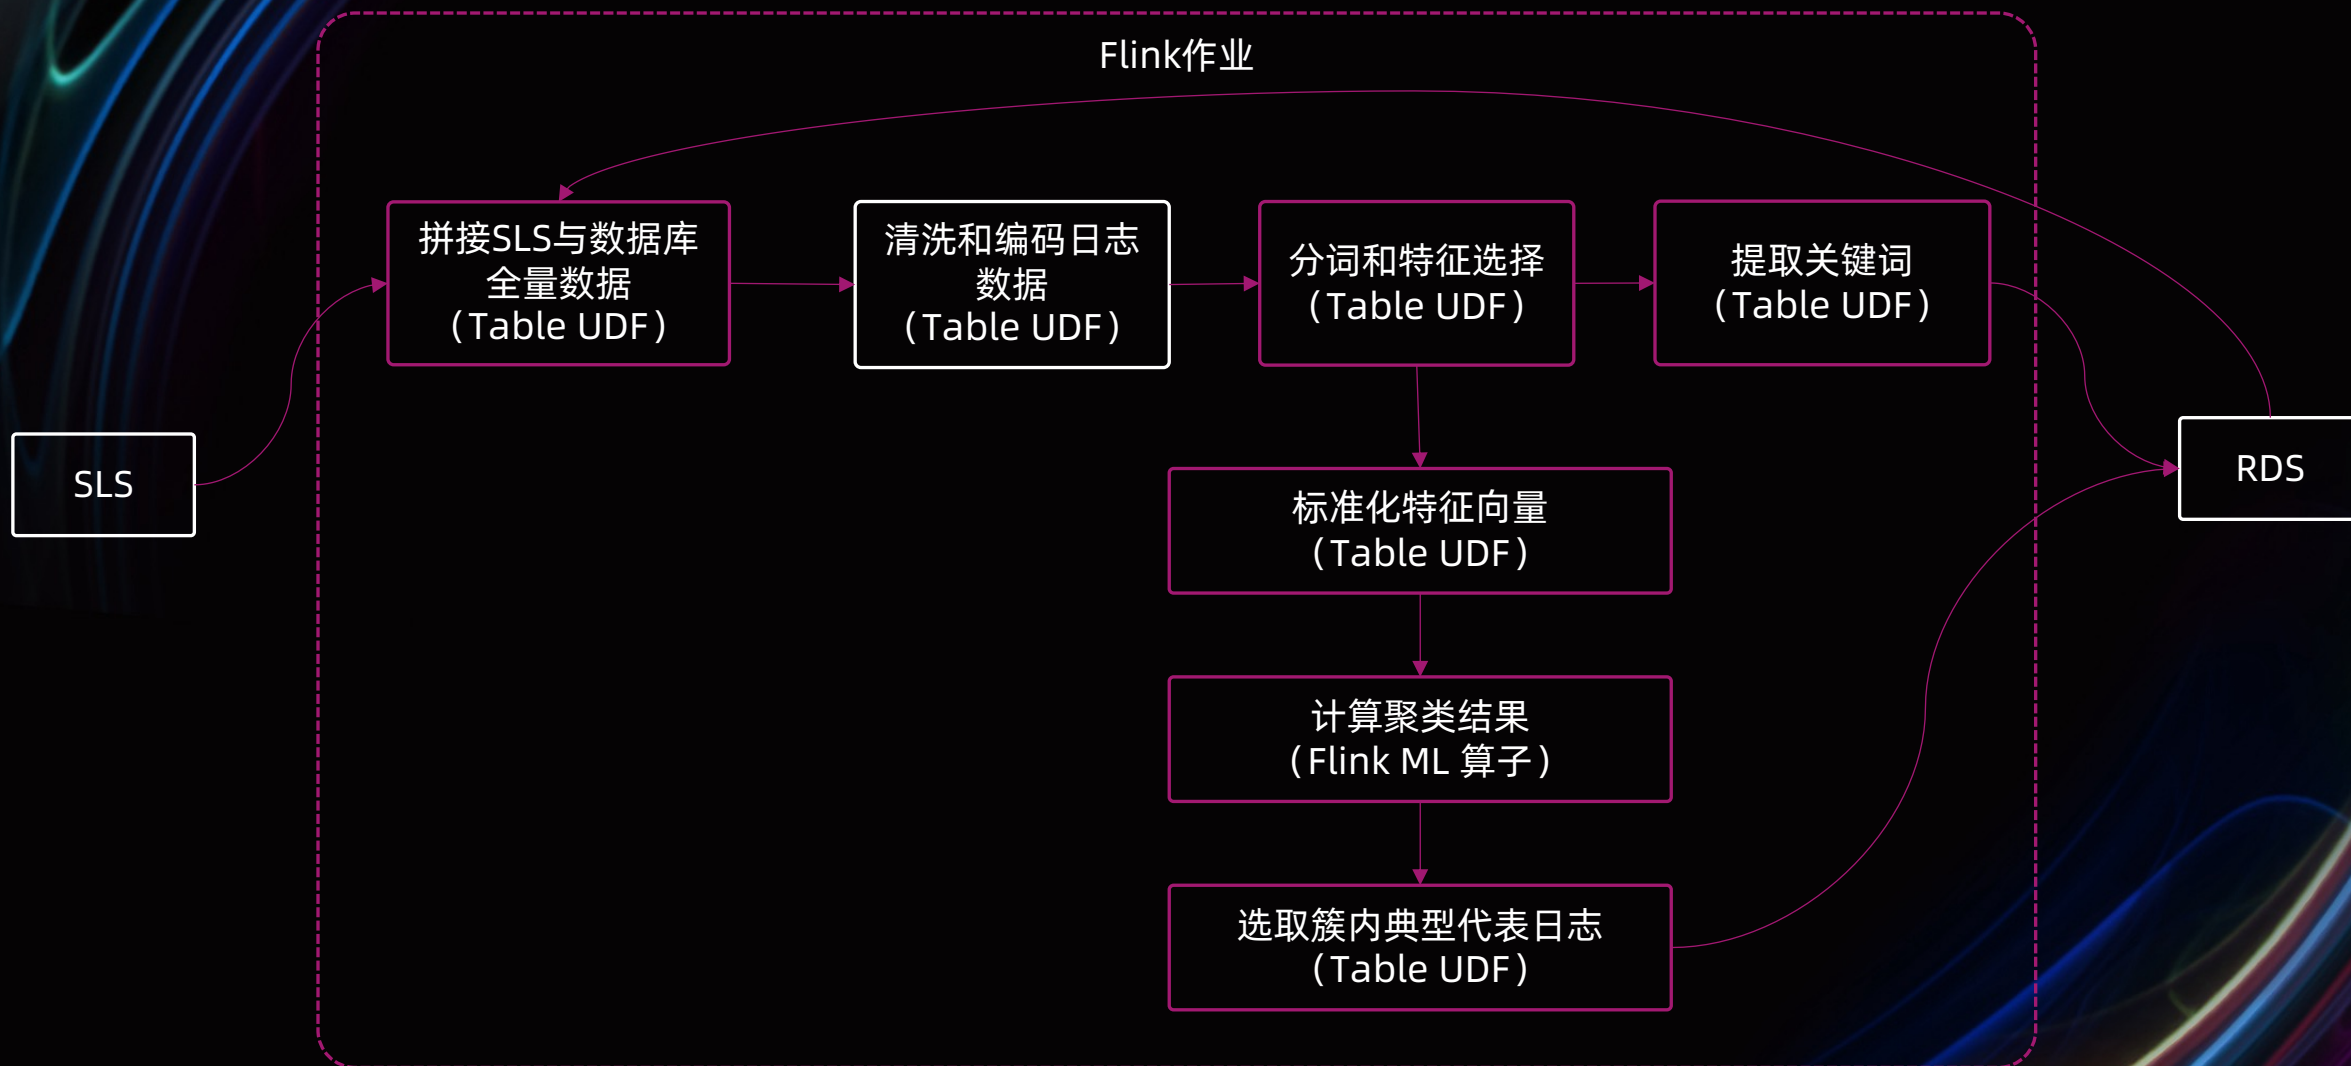 Flink作业
拼接SLS与数据库
全量数据
（Table UDF）
清洗和编码日志
数据
（Table UDF）
分词和特征选择
（Table UDF）
提取关键词
（Table UDF）
SLS
RDS
标准化特征向量
（Table UDF）
计算聚类结果
（Flink ML 算子）
选取簇内典型代表日志
（Table UDF）